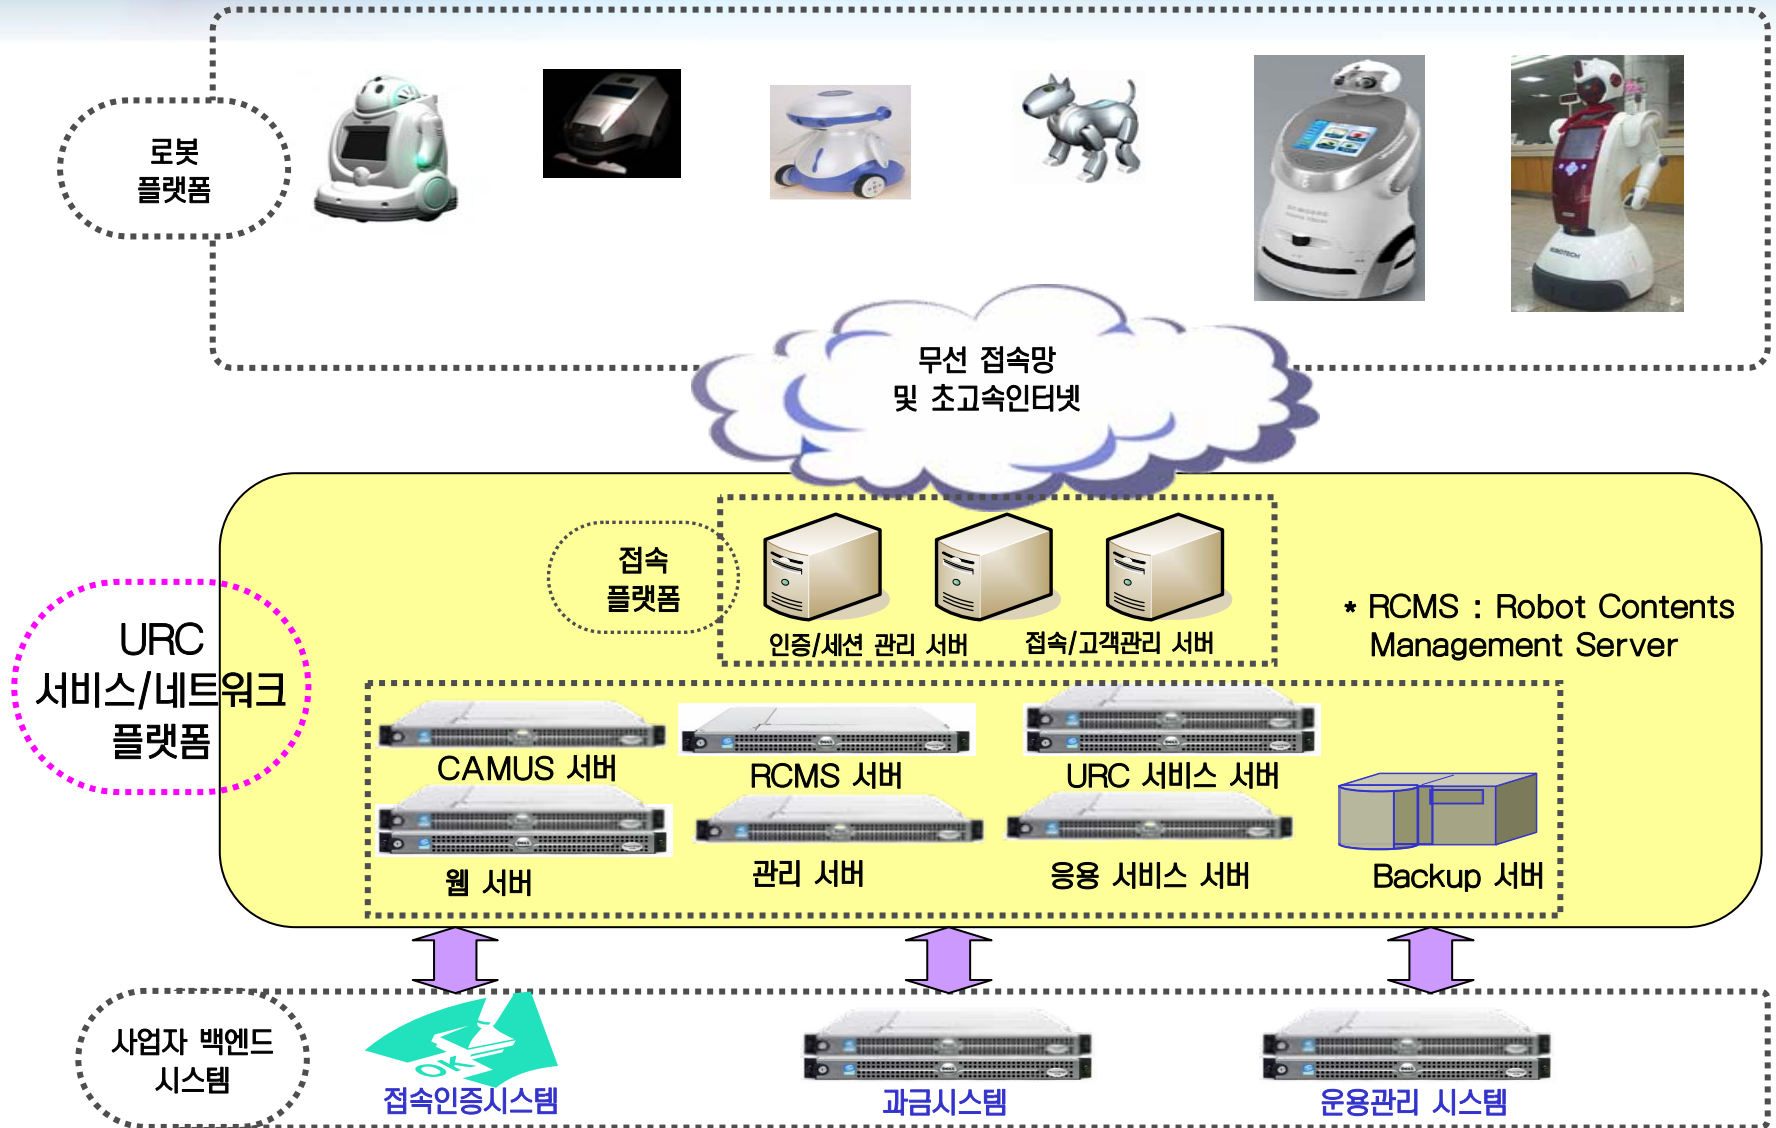 로봇
플랫폼
무선 접속망
및 초고속인터넷
접속
플랫폼
인증/세션 관리 서버
접속/고객관리 서버
* RCMS : Robot Contents
Management Server
URC
서비스/네트워크
플랫폼
CAMUS 서버
RCMS 서버
URC 서비스 서버
웹 서버
관리 서버
응용 서비스 서버
Backup 서버
사업자 백엔드
시스템
OK
접속인증시스템
과금시스템
운용관리 시스템